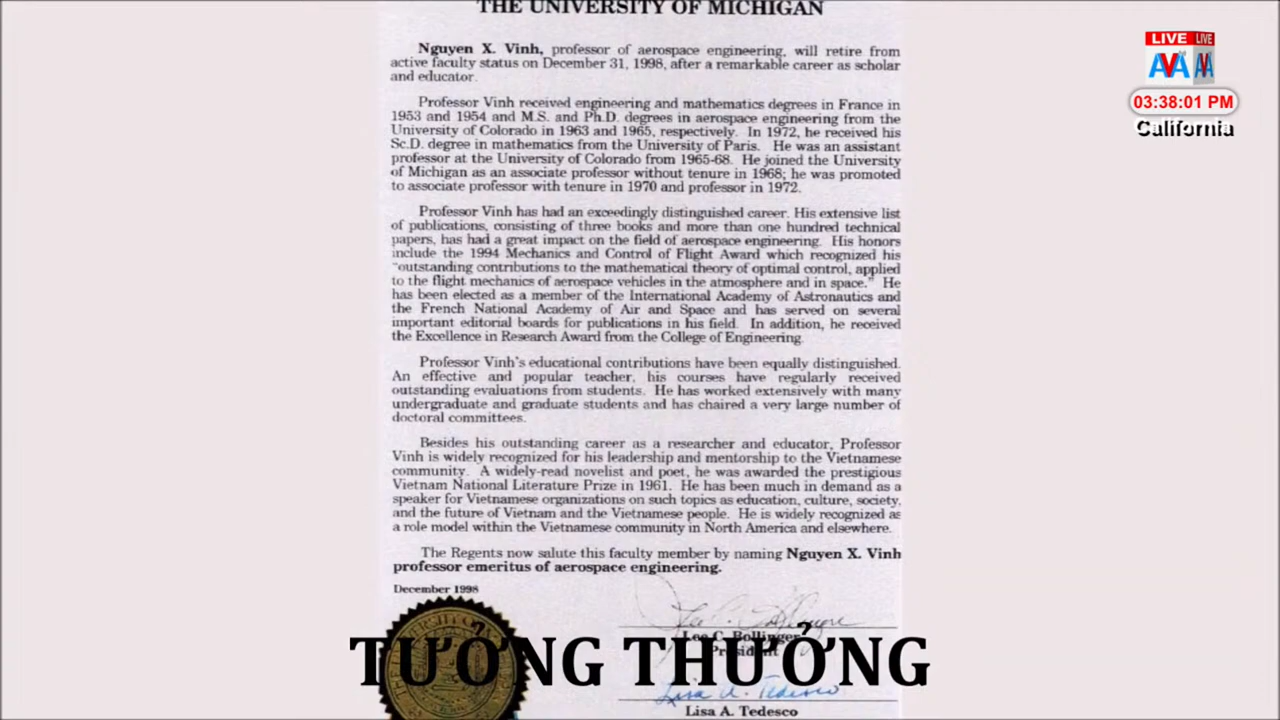 THE UNIVERSITY OF MICHIGAN
Nguyen X. Vinh, professor of aerospace engineering, will retire from
active faculty status on December 31, 1998, after a remarkable career as scholar
and educator.
Professor Vinh received engineering and mathematics degrees in France in
1953 and 1954 and M.S. and Ph.D. degrees in aerospace engineering from the
University of Colorado in 1963 and 1965, respectively. In 1972, he received his
Sc.D. degree in mathematics from the University of Paris. He was an assistant
professor at the University of Colorado from 1965-68. He joined the University
of Michigan as an associate professor without tenure in 1968; he was promoted
to associate professor with tenure in 1970 and professor in 1972.
Professor Vinh has had an exceedingly distinguished career. His extensive list
of publications, consisting of three books and more than one hundred technical
papers, has had a great impact on the field of aerospace engineering. His honors
include the 1994 Mechanics and Control of Flight Award which recognized his
"outstanding contributions to the mathematical theory of optimal control, applied
to the flight mechanics of aerospace vehicles in the atmosphere and in space." He
has been elected as a member of the International Academy of Astronautics and
the French National Academy of Air and Space and has served on several
important editorial boards for publications in his field. In addition, he received
the Excellence in Research Award from the College of Engineering.
Professor Vinh's educational contributions have been equally distinguished.
An effective and popular teacher, his courses have regularly received
outstanding evaluations from students. He has worked extensively with many
undergraduate and graduate students and has chaired a very large number of
doctoral committees.
Besides his outstanding career as a researcher and educator, Professor
Vinh is widely recognized for his leadership and mentorship to the Vietnamese
community. A widely-read novelist and poet, he was awarded the prestigious
Vietnam National Literature Prize in 1961. He has been much in demand as a
speaker for Vietnamese organizations on such topics as education, culture, society,
and the future of Vietnam and the Vietnamese people. He is widely recognized as
a role model within the Vietnamese community in North America and elsewhere.
The Regents now salute this faculty member by naming Nguyen X. Vinh
professor emeritus of aerospace engineering.
December 1998
Lee C. Bollinger
Lee C. Bollinger
President
TƯỞNG THƯỞNG
Lisa A. Tedesco
Lisa A. Tedesco
LIVE LIVE
AVA
03:38:01 PM
California